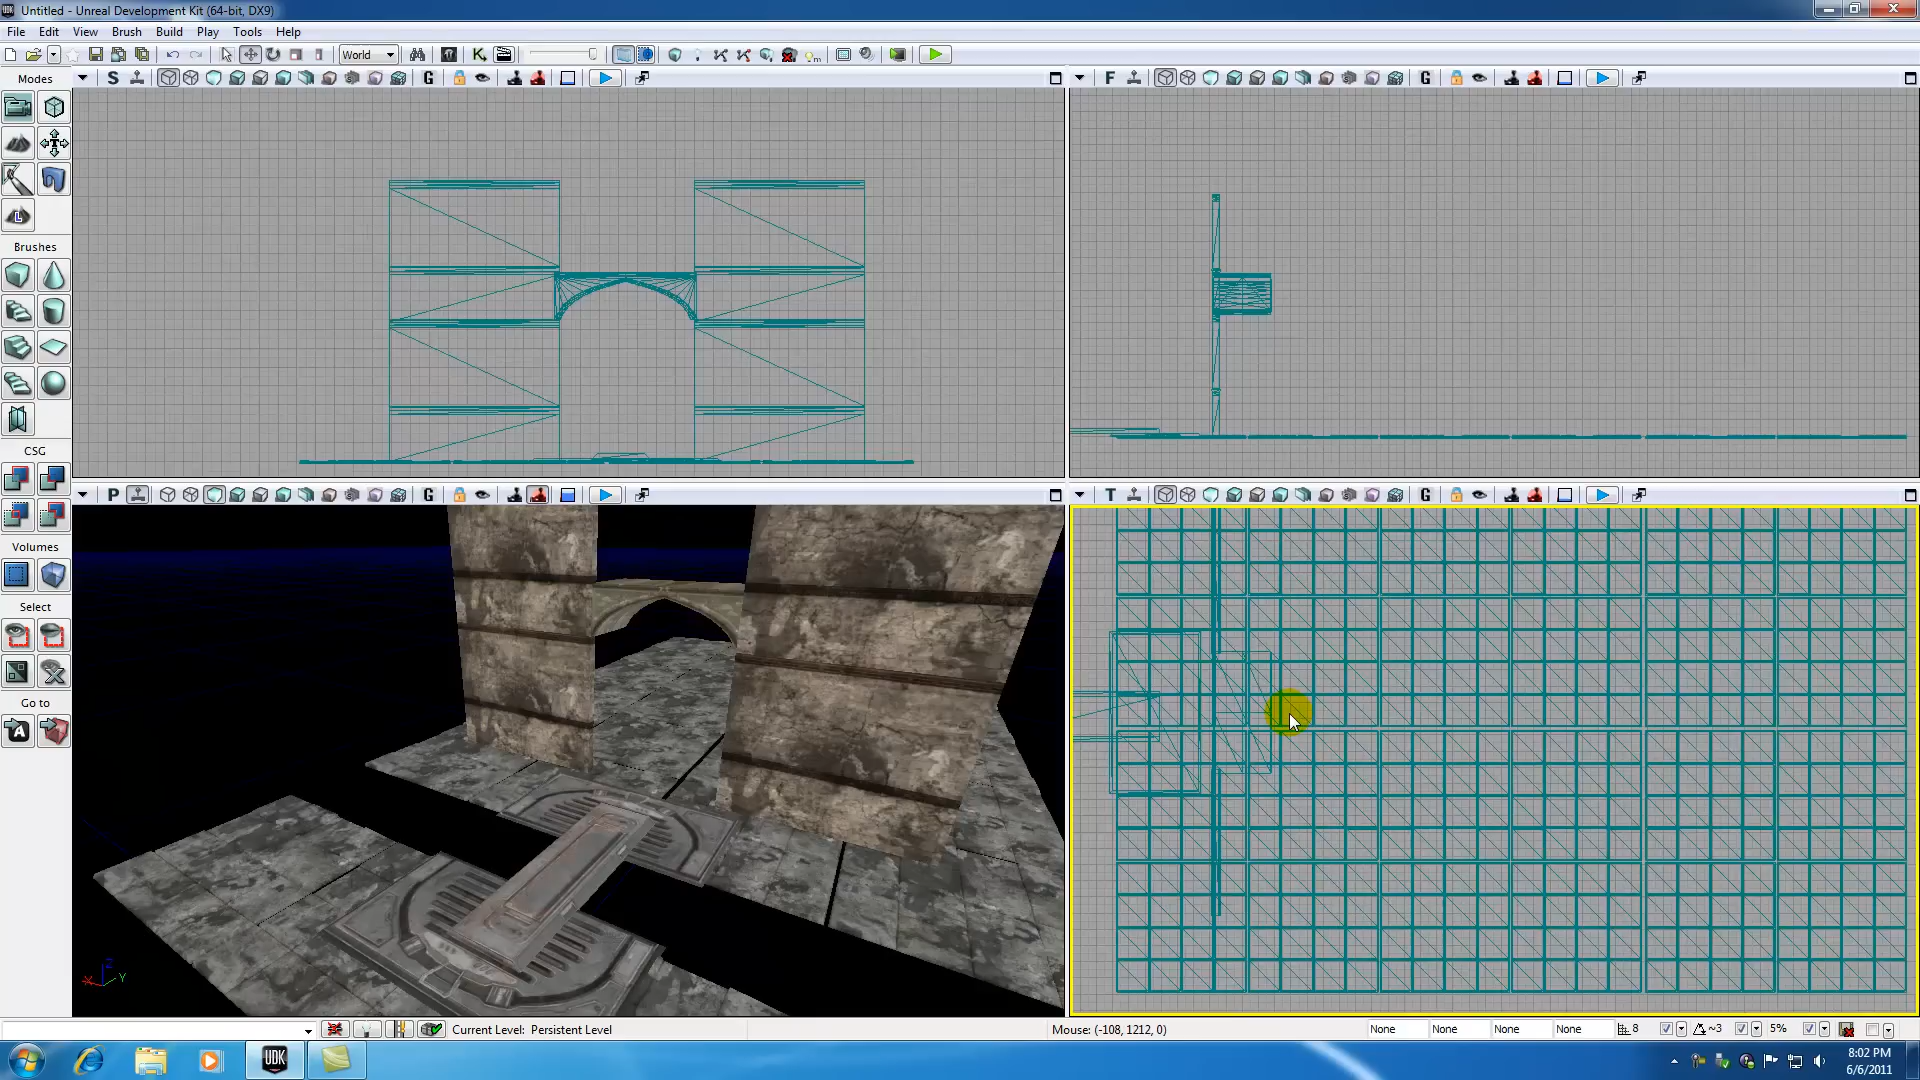 Untitled - Unreal Development Kit (64-bit, DX9)
File Edit View Brush Build Play Tools Help
World
Modes
S G
F G
L
Brushes
CSG
P G
T G
Volumes
Select
Go to
A
Z
X Y
Current Level: Persistent Level
Mouse: (-108, 1212, 0)
None None None None 8 ~3 5%
UDK
8:02 PM
6/6/2011